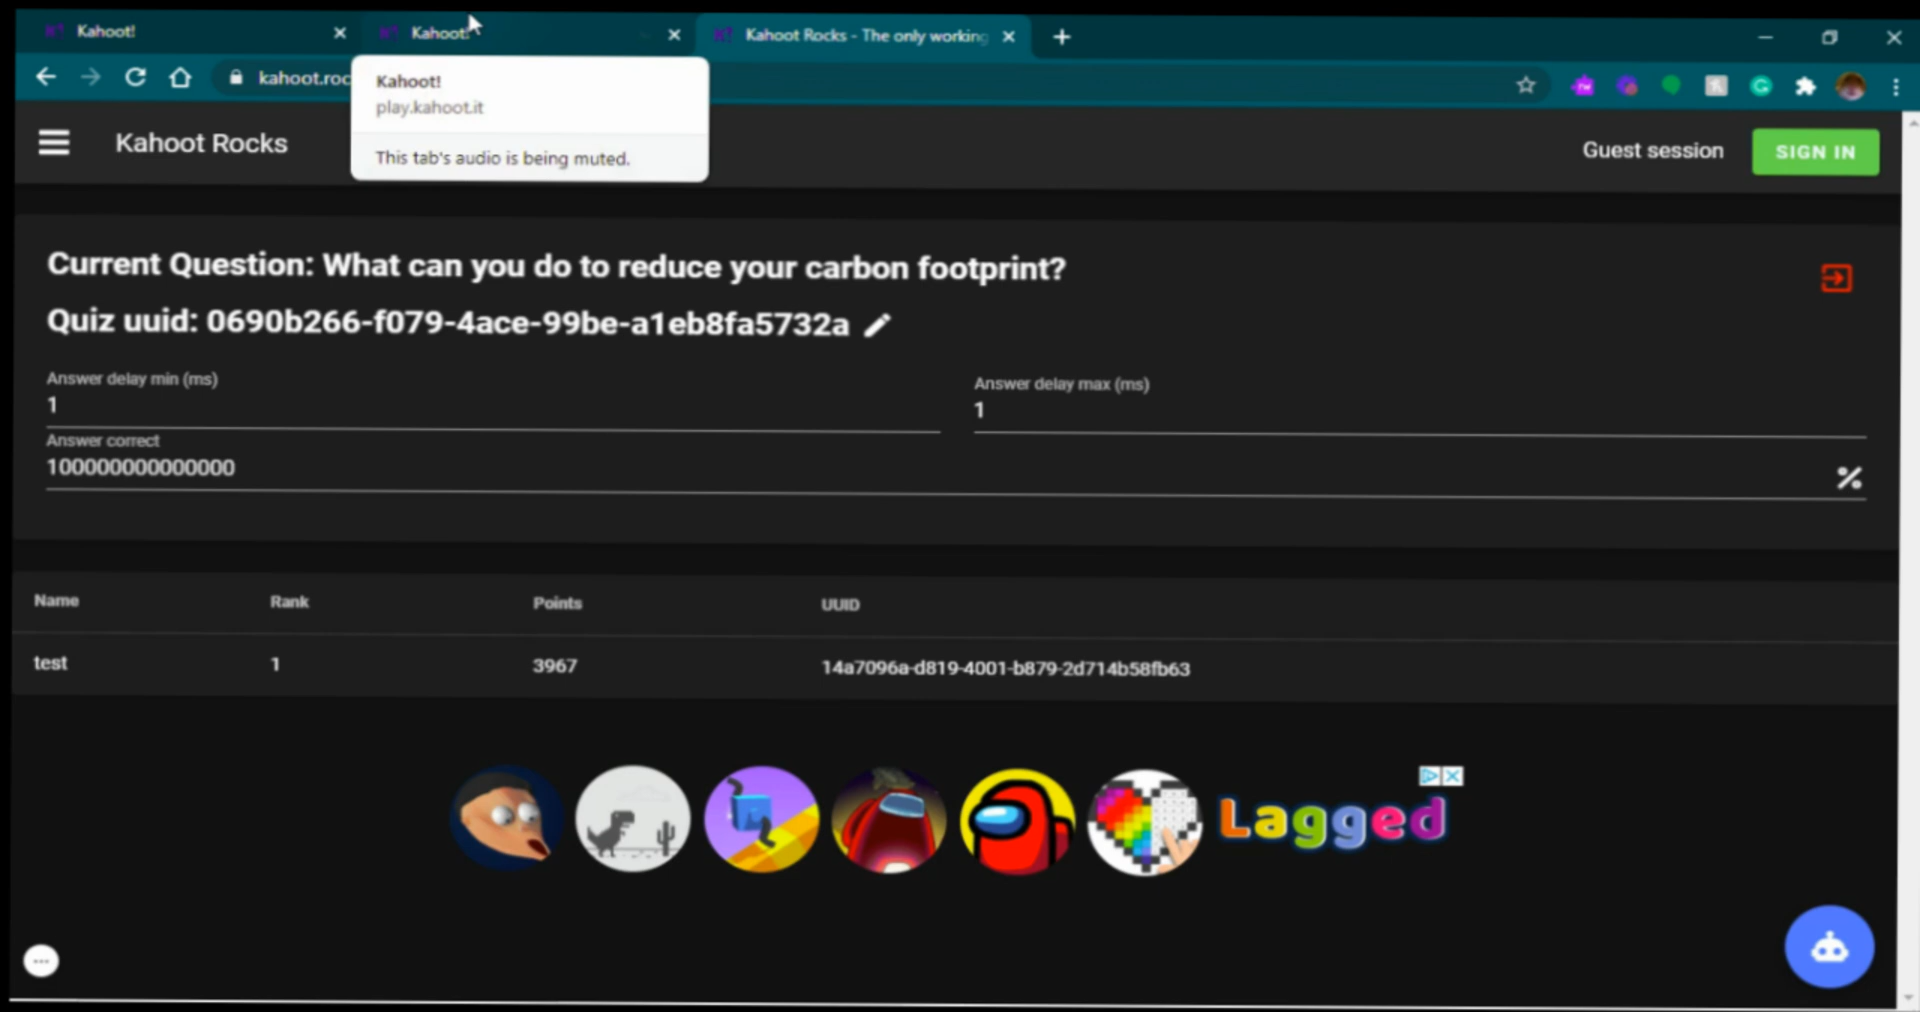 Kahoot!
Kahoot!
Kahoot Rocks - The only working
kahoot.roc
Kahoot!
play.kahoot.it
This tab's audio is being muted.
Kahoot Rocks
Guest session
SIGN IN
Current Question: What can you do to reduce your carbon footprint?
Quiz uuid: 0690b266-f079-4ace-99be-a1eb8fa5732a
Answer delay min (ms)
Answer delay max (ms)
1
1
Answer correct
100000000000000
%
Name Rank Points UUID
test 1 3967 14a7096a-d819-4001-b879-2d714b58fb63
Lagged